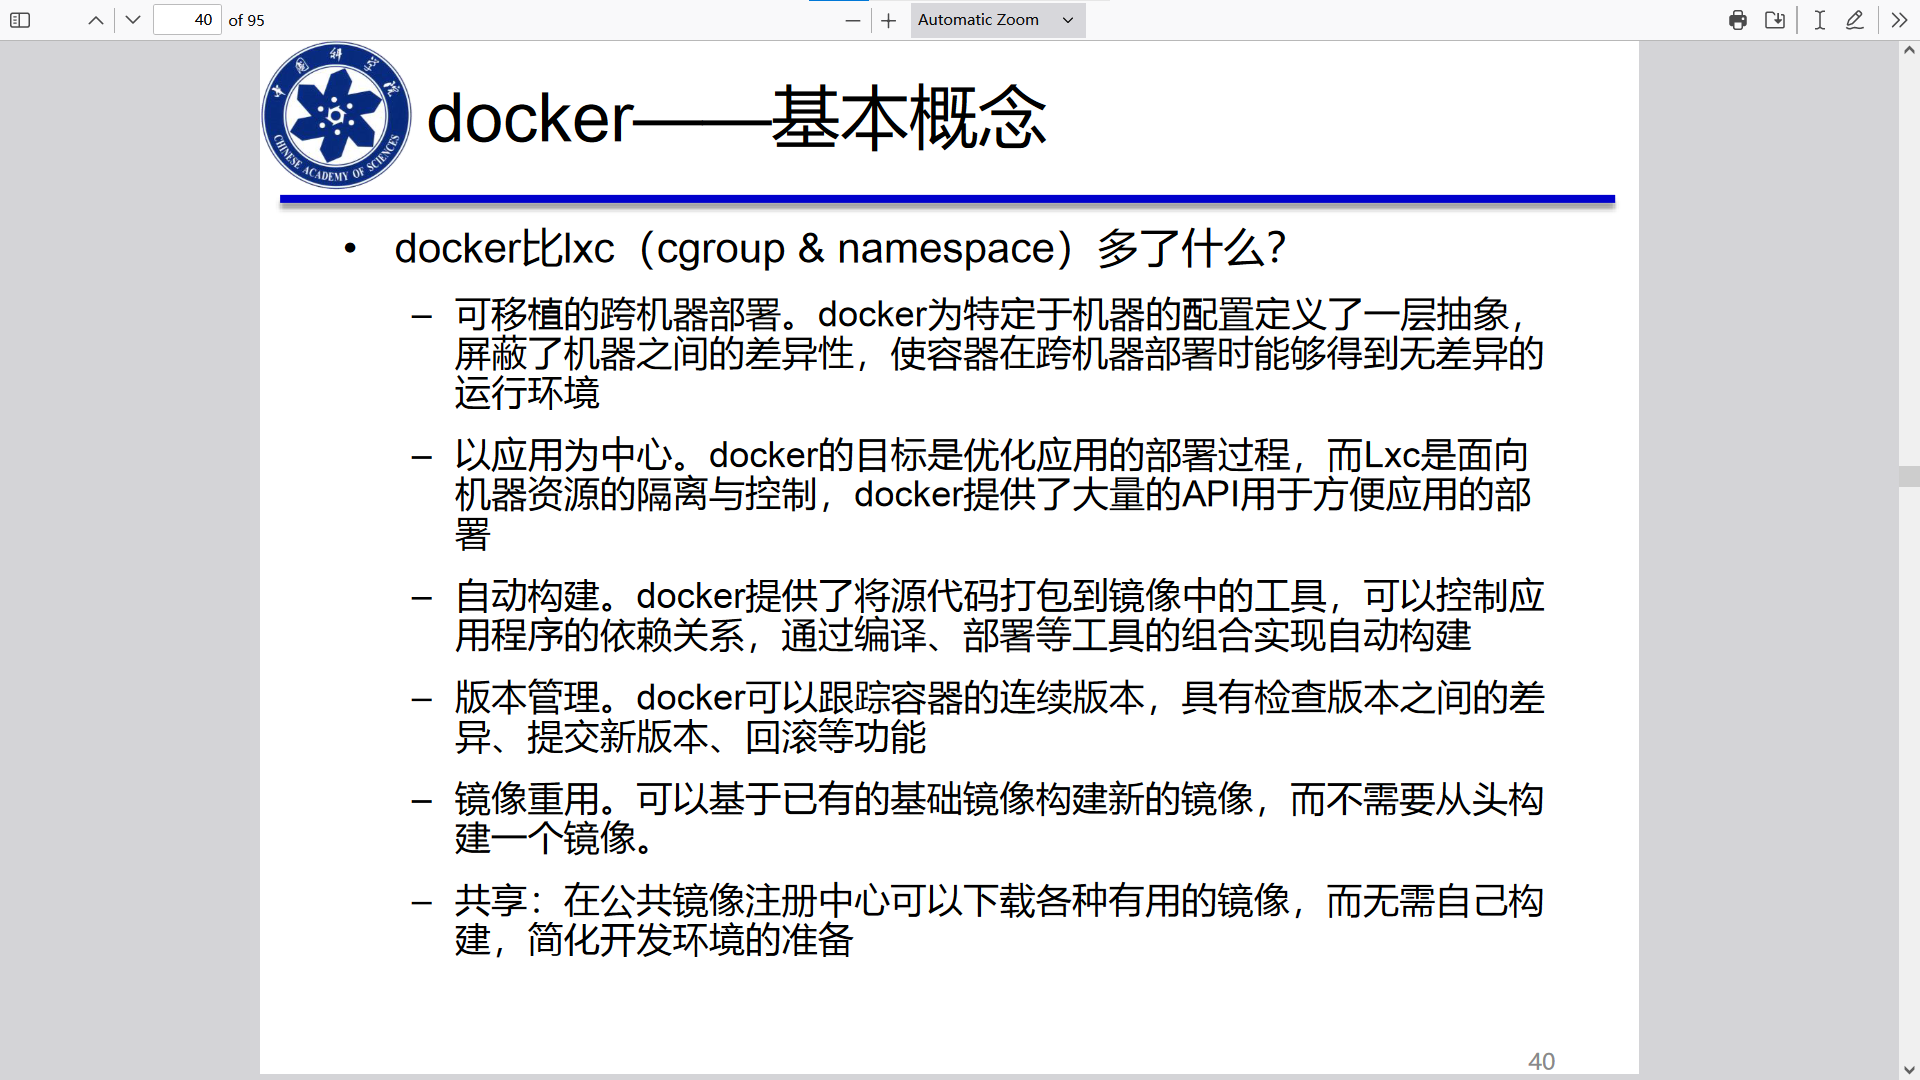 40 of 95
Automatic Zoom
中国科学院
CHINESE ACADEMY OF SCIENCES
docker——基本概念
• docker比lxc（cgroup & namespace）多了什么？
– 可移植的跨机器部署。docker为特定于机器的配置定义了一层抽象，
屏蔽了机器之间的差异性，使容器在跨机器部署时能够得到无差异的
运行环境
– 以应用为中心。docker的目标是优化应用的部署过程，而Lxc是面向
机器资源的隔离与控制，docker提供了大量的API用于方便应用的部
署
– 自动构建。docker提供了将源代码打包到镜像中的工具，可以控制应
用程序的依赖关系，通过编译、部署等工具的组合实现自动构建
– 版本管理。docker可以跟踪容器的连续版本，具有检查版本之间的差
异、提交新版本、回滚等功能
– 镜像重用。可以基于已有的基础镜像构建新的镜像，而不需要从头构
建一个镜像。
– 共享：在公共镜像注册中心可以下载各种有用的镜像，而无需自己构
建，简化开发环境的准备
40